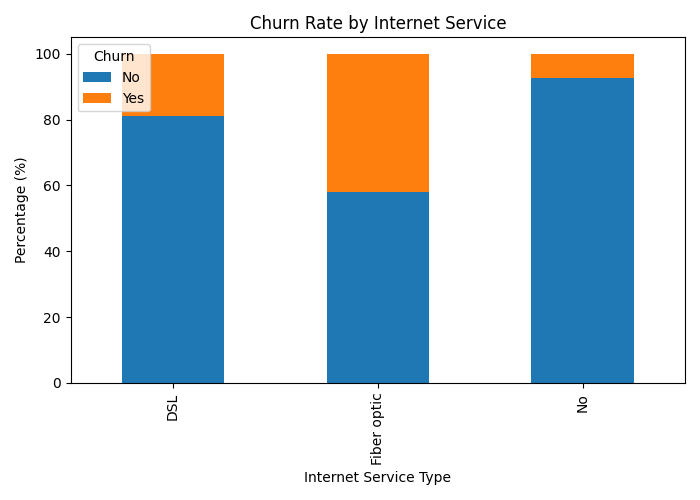 Churn Rate by Internet Service
Churn
No
Yes
Percentage (%)
100
80
60
40
20
0
DSL
Fiber optic
No
Internet Service Type